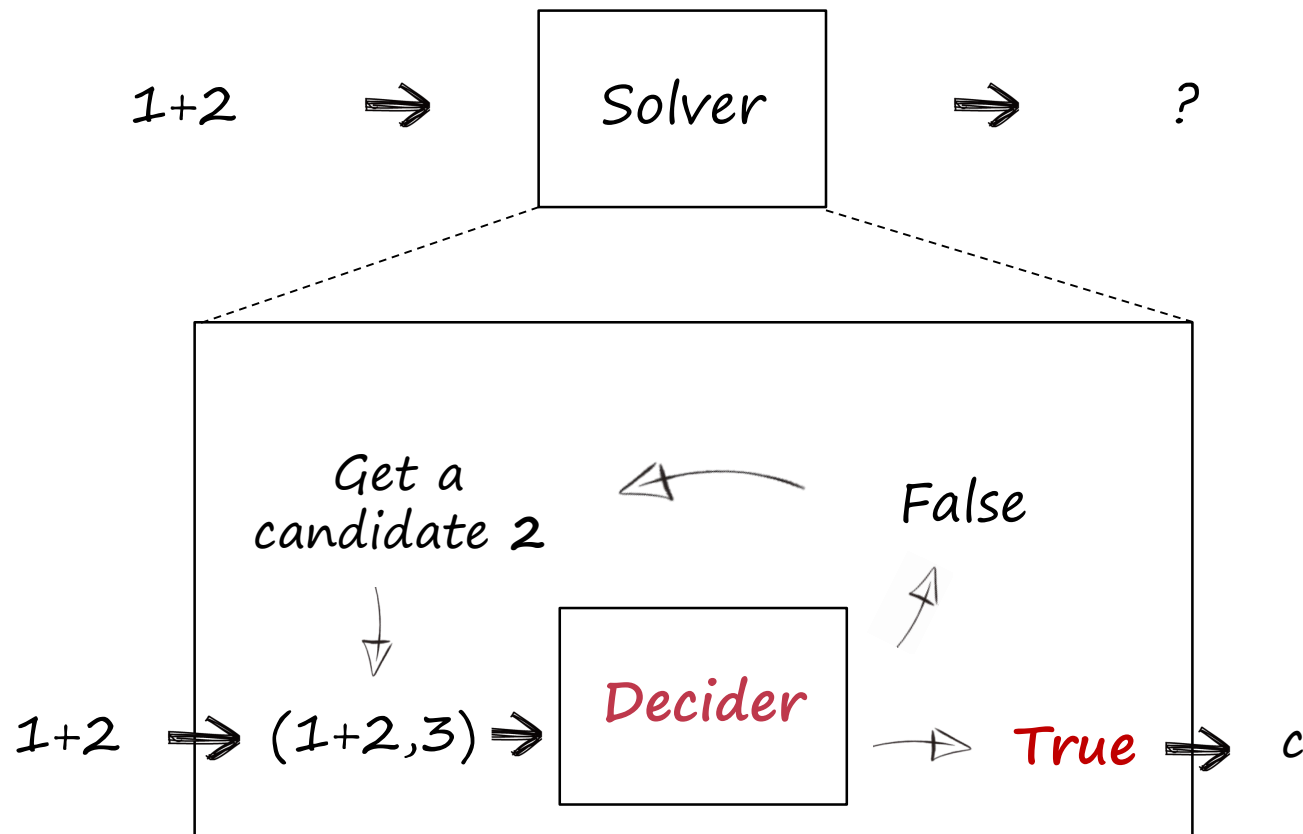 1+2
Solver
?
Get a
candidate 2
False
Decider
1+2
(1+2,3)
True
c